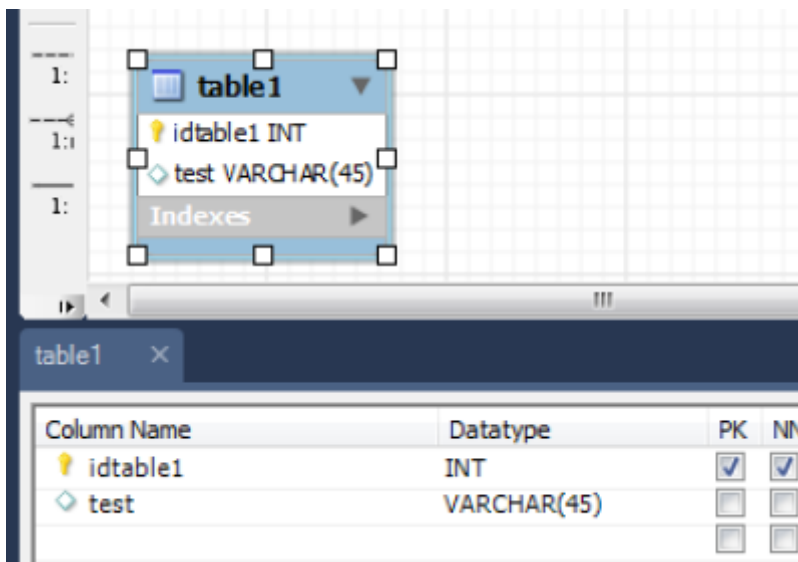 table1
1:
idtable1 INT
1:
test VARCHAR(45)
1:
Indexes
table1
Column Name Datatype PK NN
idtable1 INT
test VARCHAR(45)